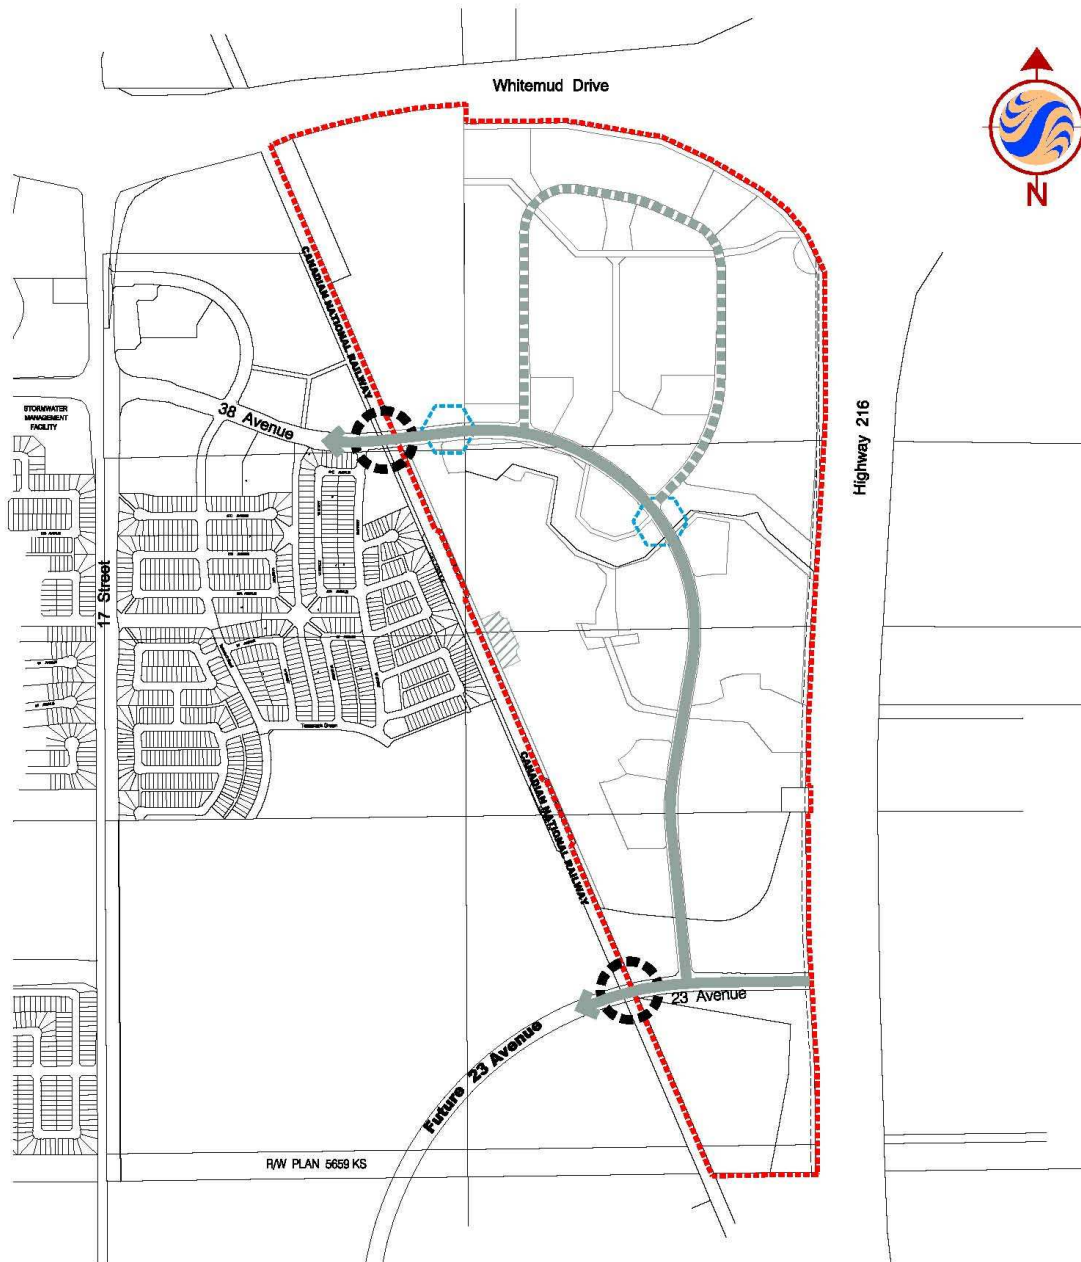 Whitemud Drive
N
CANADIAN NATIONAL RAILWAY
STORMWATER
MANAGEMENT
FACILITY
38 Avenue
Highway 216
17 Street
CANADIAN NATIONAL RAILWAY
23 Avenue
Future 23 Avenue
R/W PLAN 5659 KS